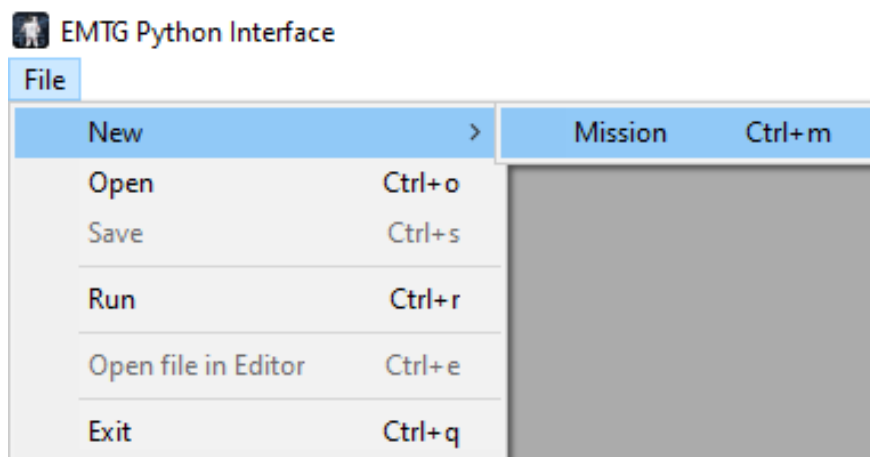 EMTG Python Interface
File
New > Mission Ctrl+m
Open Ctrl+o
Save Ctrl+s
Run Ctrl+r
Open file in Editor Ctrl+e
Exit Ctrl+q